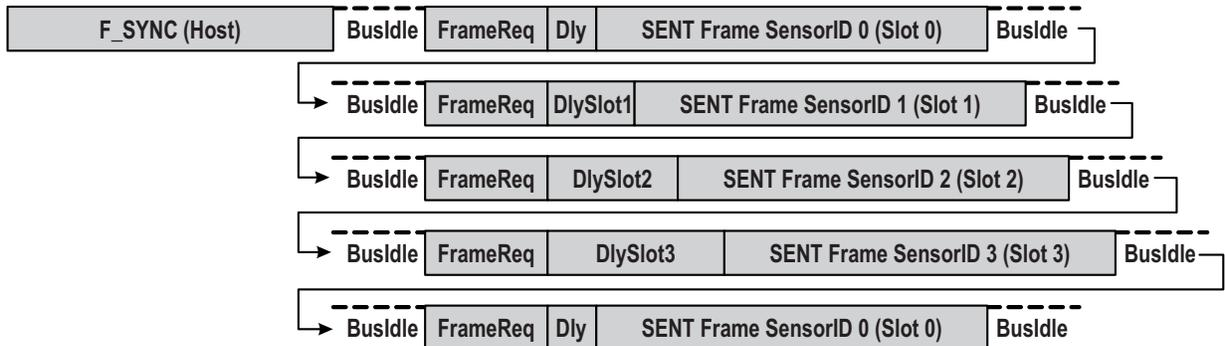 F_SYNC (Host) BusIdle FrameReq Dly SENT Frame SensorID 0 (Slot 0) BusIdle
BusIdle FrameReq DlySlot1 SENT Frame SensorID 1 (Slot 1) BusIdle
BusIdle FrameReq DlySlot2 SENT Frame SensorID 2 (Slot 2) BusIdle
BusIdle FrameReq DlySlot3 SENT Frame SensorID 3 (Slot 3) BusIdle
BusIdle FrameReq Dly SENT Frame SensorID 0 (Slot 0) BusIdle